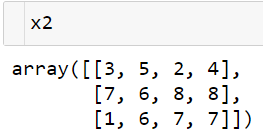 x2
array([[3, 5, 2, 4],
[7, 6, 8, 8],
[1, 6, 7, 7]])